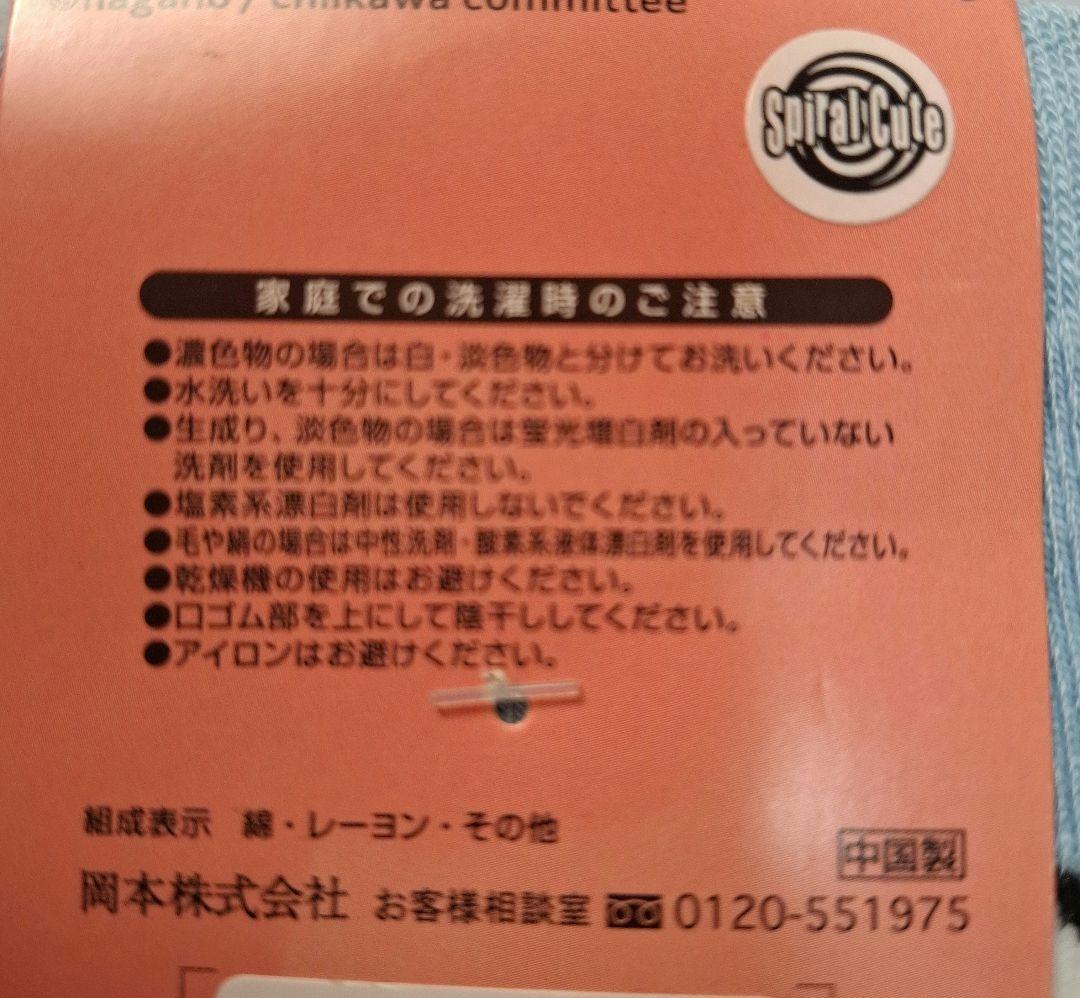 ©nagano / chiikawa committee
Spiral Cute
家庭での洗濯時のご注意
●濃色物の場合は白・淡色物と分けてお洗いください。
●水洗いを十分にしてください。
●生成り、淡色物の場合は蛍光増白剤の入っていない
洗剤を使用してください。
●塩素系漂白剤は使用しないでください。
●毛や絹の場合は中性洗剤・酸素系液体漂白剤を使用してください。
●乾燥機の使用はお避けください。
●口ゴム部を上にして陰干ししてください。
●アイロンはお避けください。
組成表示 綿・レーヨン・その他
中国製
岡本株式会社 お客様相談室 0120-551975